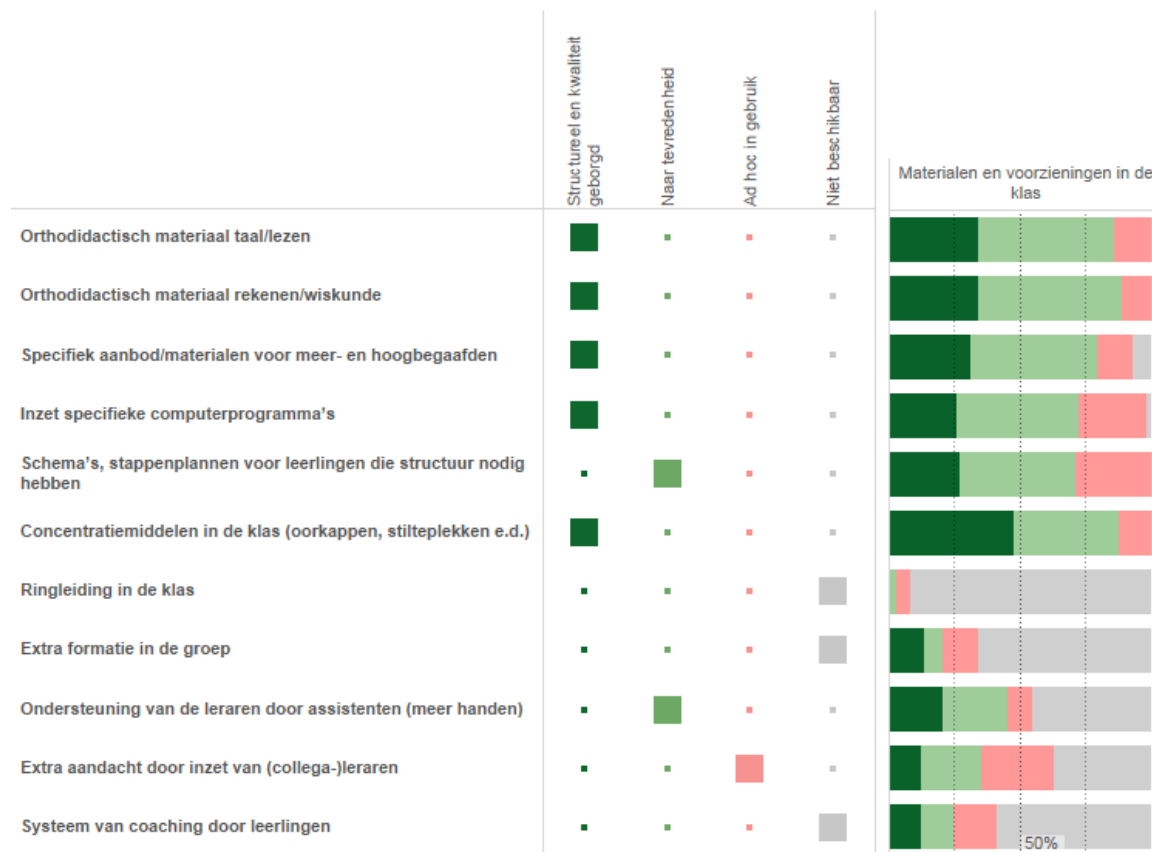 Structureel en kwaliteit
geborgd
Naar tevredenheid
Ad hoc in gebruik
Niet beschikbaar
Materialen en voorzieningen in de
klas
Orthodidactisch materiaal taal/lezen
Orthodidactisch materiaal rekenen/wiskunde
Specifiek aanbod/materialen voor meer- en hoogbegaafden
Inzet specifieke computerprogramma's
Schema's, stappenplannen voor leerlingen die structuur nodig
hebben
Concentratiemiddelen in de klas (oorkappen, stilteplekken e.d.)
Ringleiding in de klas
Extra formatie in de groep
Ondersteuning van de leraren door assistenten (meer handen)
Extra aandacht door inzet van (collega-)leraren
Systeem van coaching door leerlingen
50%